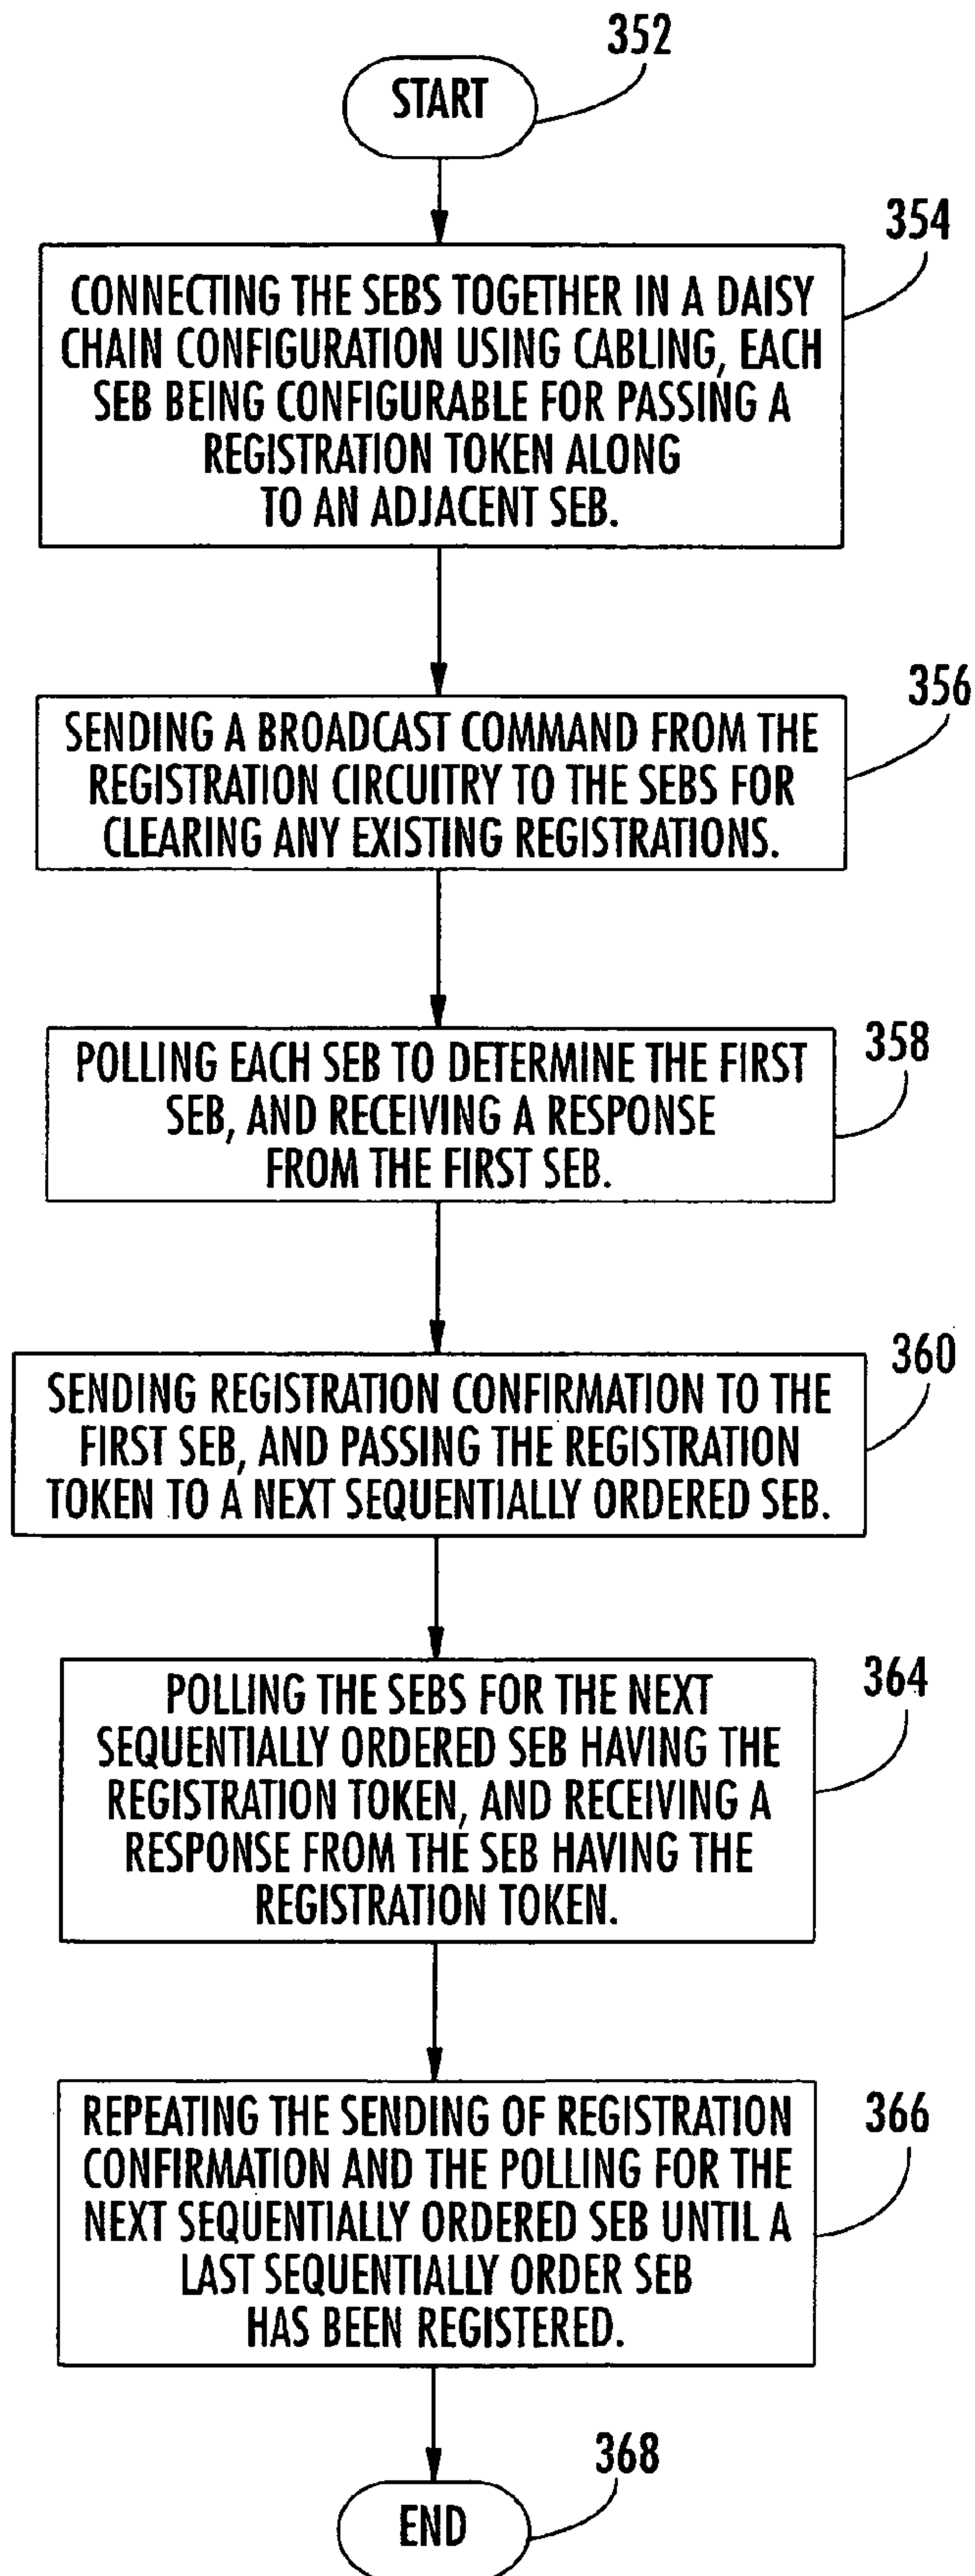 352
START
354
CONNECTING THE SEBS TOGETHER IN A DAISY
CHAIN CONFIGURATION USING CABLING, EACH
SEB BEING CONFIGURABLE FOR PASSING A
REGISTRATION TOKEN ALONG
TO AN ADJACENT SEB.
356
SENDING A BROADCAST COMMAND FROM THE
REGISTRATION CIRCUITRY TO THE SEBS FOR
CLEARING ANY EXISTING REGISTRATIONS.
358
POLLING EACH SEB TO DETERMINE THE FIRST
SEB, AND RECEIVING A RESPONSE
FROM THE FIRST SEB.
360
SENDING REGISTRATION CONFIRMATION TO THE
FIRST SEB, AND PASSING THE REGISTRATION
TOKEN TO A NEXT SEQUENTIALLY ORDERED SEB.
364
POLLING THE SEBS FOR THE NEXT
SEQUENTIALLY ORDERED SEB HAVING THE
REGISTRATION TOKEN, AND RECEIVING A
RESPONSE FROM THE SEB HAVING THE
REGISTRATION TOKEN.
366
REPEATING THE SENDING OF REGISTRATION
CONFIRMATION AND THE POLLING FOR THE
NEXT SEQUENTIALLY ORDERED SEB UNTIL A
LAST SEQUENTIALLY ORDER SEB
HAS BEEN REGISTERED.
368
END